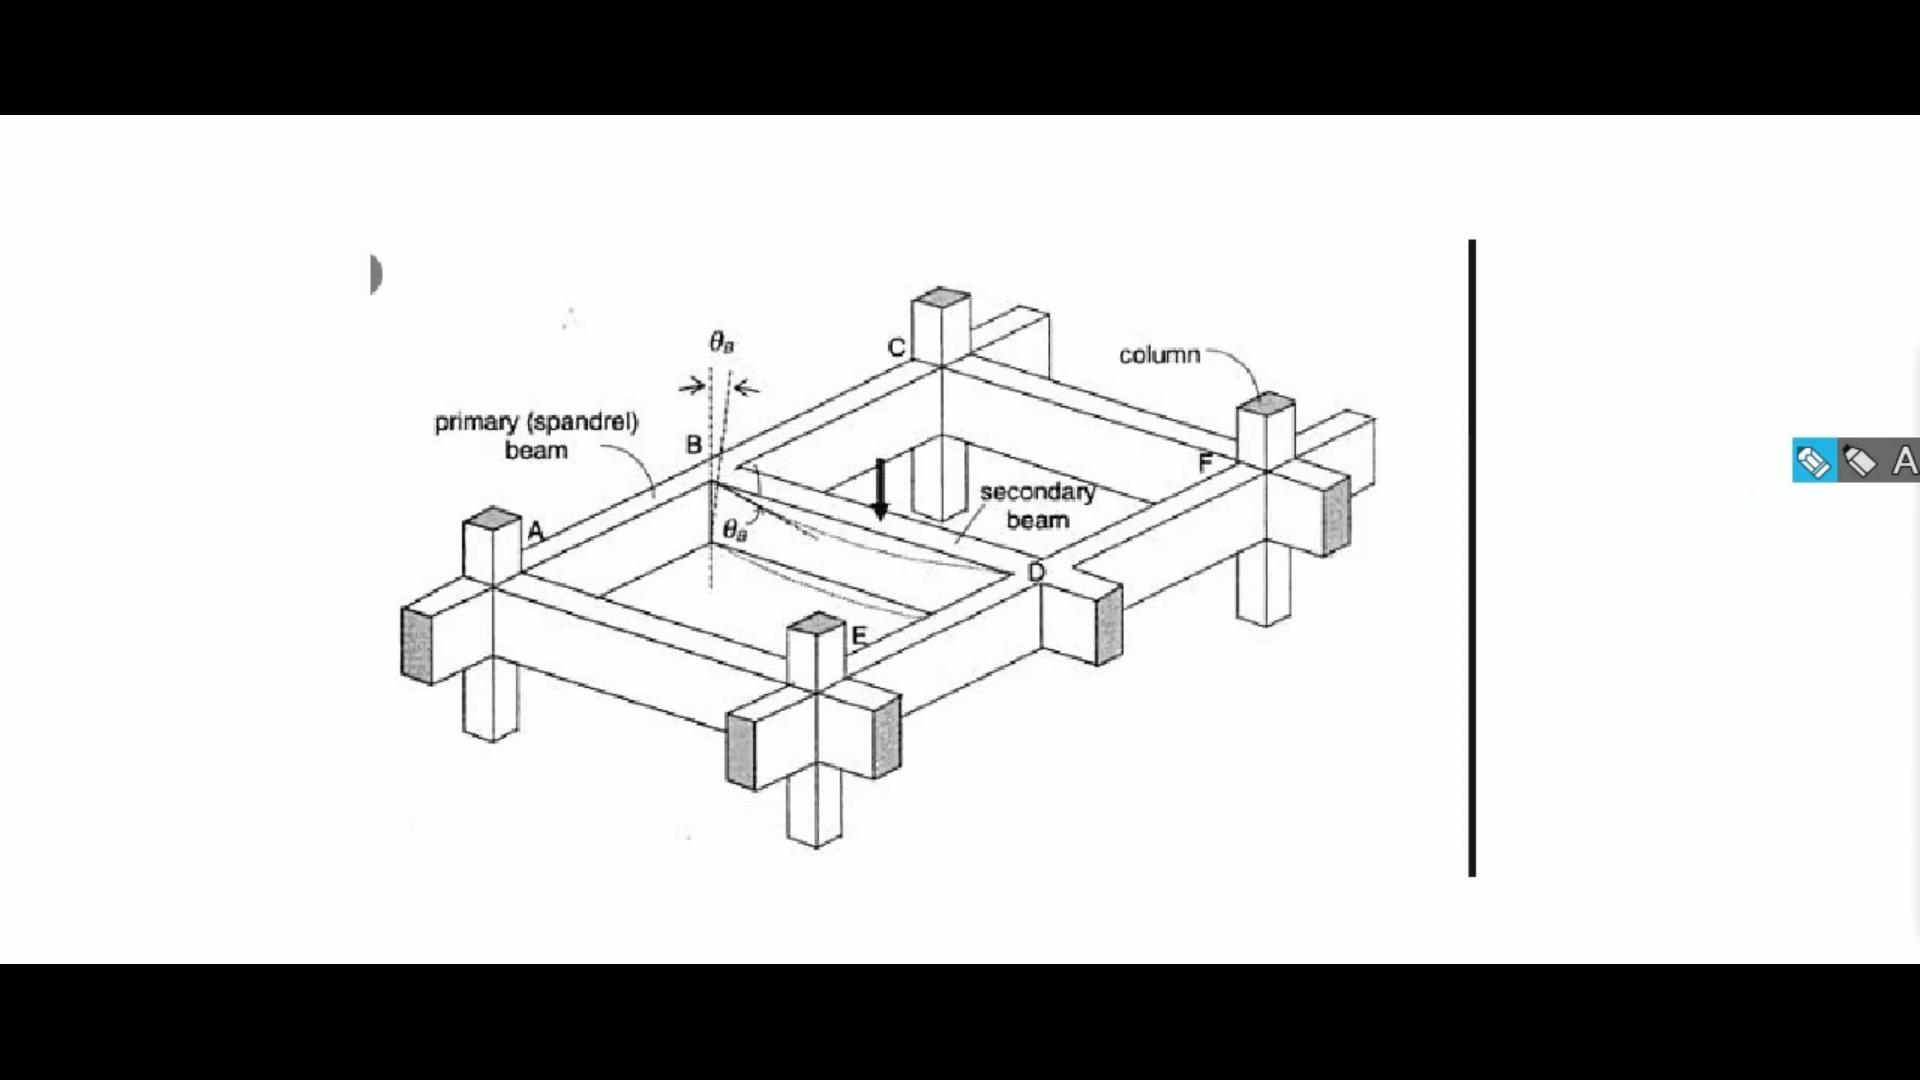 θB
C
column
primary (spandrel)
beam
B
F
secondary
beam
A
θB
D
E
A